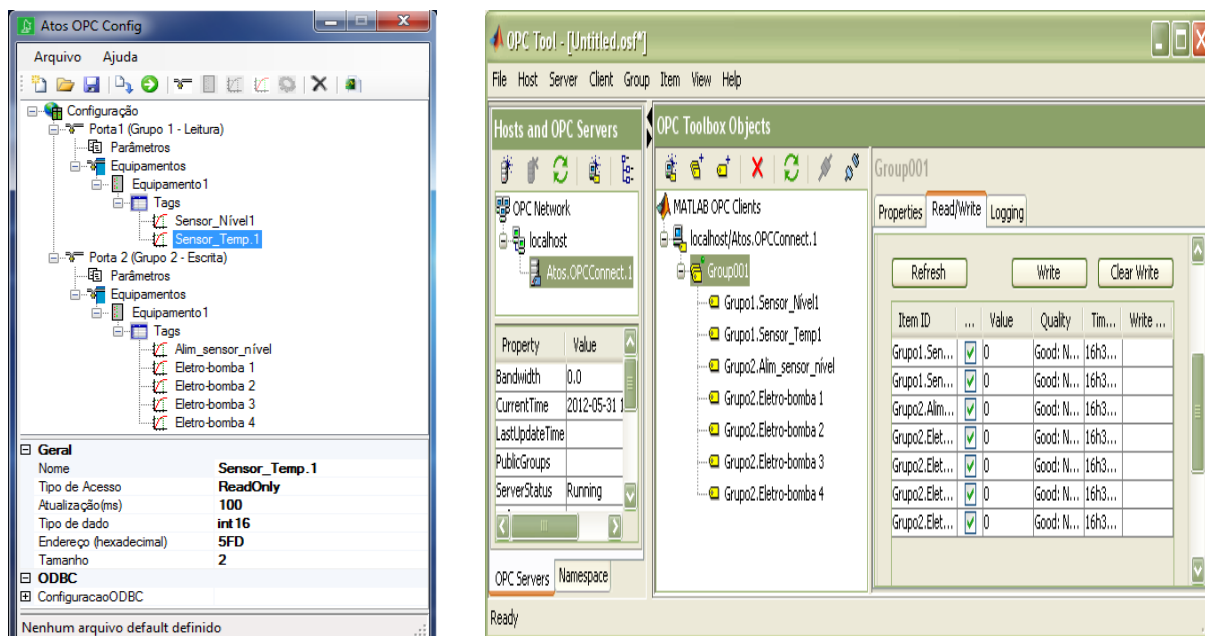 Atos OPC Config
Arquivo Ajuda
Configuração
Porta1 (Grupo 1 - Leitura)
Parâmetros
Equipamentos
Equipamento1
Tags
Sensor_Nível1
Sensor_Temp.1
Porta 2 (Grupo 2 - Escrita)
Parâmetros
Equipamentos
Equipamento1
Tags
Alim_sensor_nível
Eletro-bomba 1
Eletro-bomba 2
Eletro-bomba 3
Eletro-bomba 4
Geral
Nome Sensor_Temp.1
Tipo de Acesso ReadOnly
Atualização(ms) 100
Tipo de dado int16
Endereço (hexadecimal) 5FD
Tamanho 2
ODBC
ConfiguracaoODBC
Nenhum arquivo default definido
OPC Tool - [Untitled.osf*]
File Host Server Client Group Item View Help
Hosts and OPC Servers
OPC Network
localhost
Atos.OPCConnect.1
Property Value
Bandwidth 0.0
CurrentTime 2012-05-31 1
LastUpdateTime
PublicGroups
ServerStatus Running
OPC Servers Namespace
Ready
OPC Toolbox Objects
MATLAB OPC Clients
localhost/Atos.OPCConnect.1
Group001
Grupo1.Sensor_Nível1
Grupo1.Sensor_Temp1
Grupo2.Alim_sensor_nível
Grupo2.Eletro-bomba 1
Grupo2.Eletro-bomba 2
Grupo2.Eletro-bomba 3
Grupo2.Eletro-bomba 4
Group001
Properties Read/Write Logging
Refresh Write Clear Write
Item ID ... Value Quality Tim... Write ...
Grupo1.Sen... 0 Good: N... 16h3...
Grupo1.Sen... 0 Good: N... 16h3...
Grupo2.Alim... 0 Good: N... 16h3...
Grupo2.Elet... 0 Good: N... 16h3...
Grupo2.Elet... 0 Good: N... 16h3...
Grupo2.Elet... 0 Good: N... 16h3...
Grupo2.Elet... 0 Good: N... 16h3...